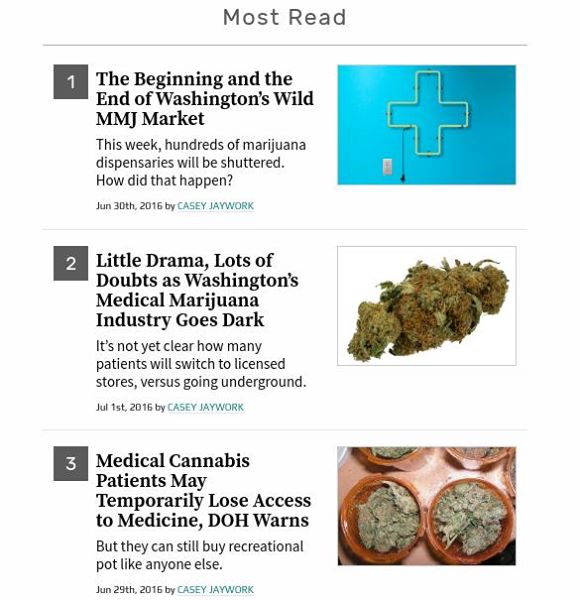 Most Read
1
The Beginning and the
End of Washington's Wild
MMJ Market
This week, hundreds of marijuana
dispensaries will be shuttered.
How did that happen?
Jun 30th, 2016 by CASEY JAYWORK
2
Little Drama, Lots of
Doubts as Washington's
Medical Marijuana
Industry Goes Dark
It's not yet clear how many
patients will switch to licensed
stores, versus going underground.
Jul 1st, 2016 by CASEY JAYWORK
3
Medical Cannabis
Patients May
Temporarily Lose Access
to Medicine, DOH Warns
But they can still buy recreational
pot like anyone else.
Jun 29th, 2016 by CASEY JAYWORK